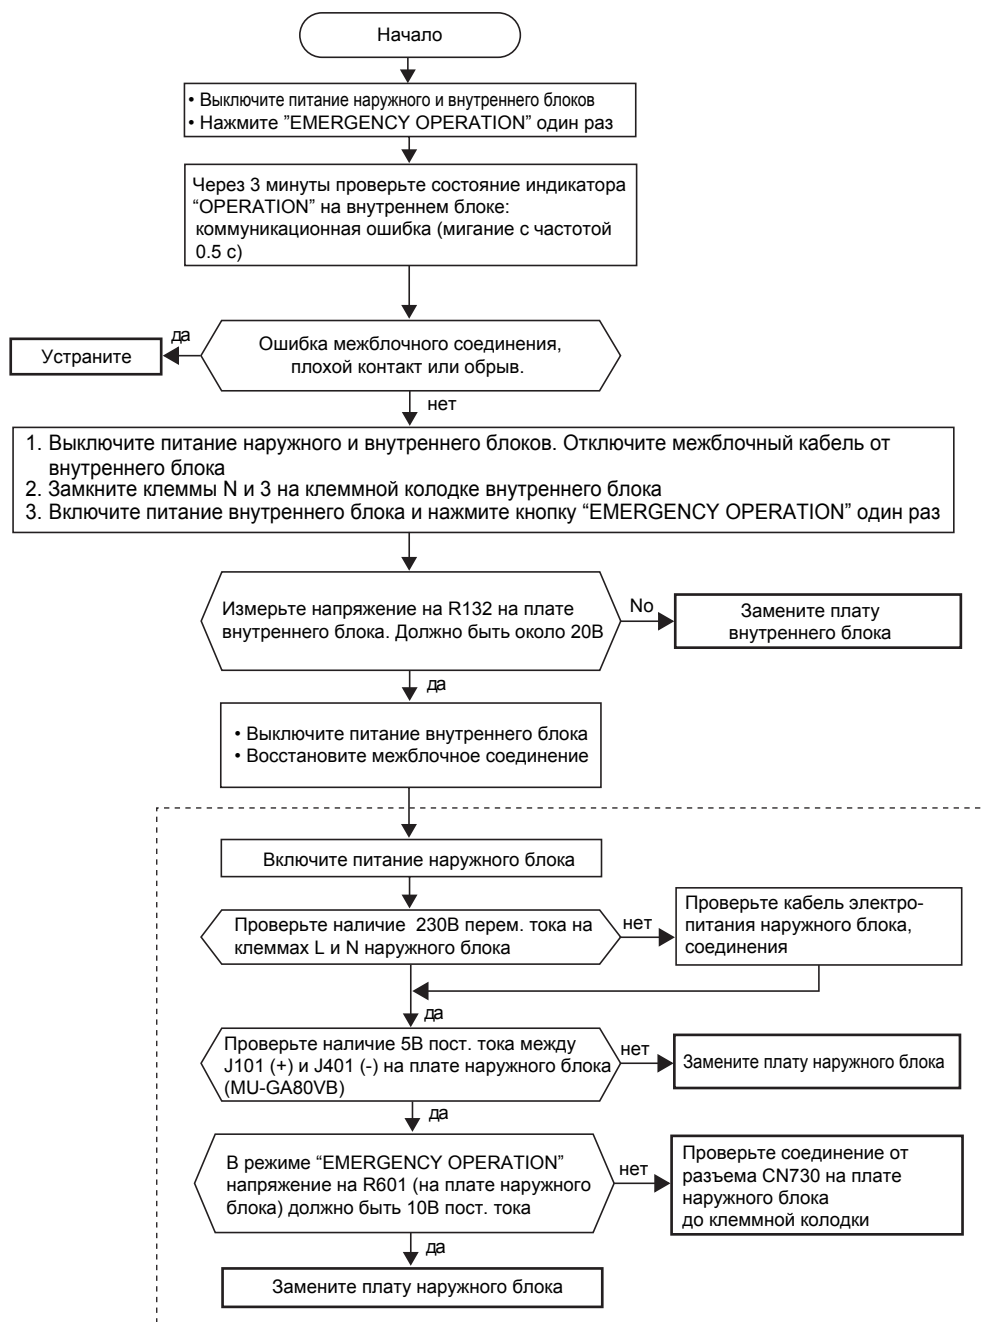 Начало
• Выключите питание наружного и внутреннего блоков
• Нажмите ”EMERGENCY OPERATION” один раз
Через 3 минуты проверьте состояние индикатора
“OPERATION” на внутреннем блоке:
коммуникационная ошибка (мигание с частотой
0.5 с)
да
Устраните
Ошибка межблочного соединения,
плохой контакт или обрыв.
нет
1. Выключите питание наружного и внутреннего блоков. Отключите межблочный кабель от
внутреннего блока
2. Замкните клеммы N и 3 на клеммной колодке внутреннего блока
3. Включите питание внутреннего блока и нажмите кнопку “EMERGENCY OPERATION” один раз
Измерьте напряжение на R132 на плате
внутреннего блока. Должно быть около 20В
No
Замените плату
внутреннего блока
да
• Выключите питание внутреннего блока
• Восстановите межблочное соединение
Включите питание наружного блока
Проверьте наличие 230В перем. тока на
клеммах L и N наружного блока
нет
Проверьте кабель электро-
питания наружного блока,
соединения
да
Проверьте наличие 5В пост. тока между
J101 (+) и J401 (-) на плате наружного блока
(MU-GA80VB)
нет
Замените плату наружного блока
да
В режиме “EMERGENCY OPERATION”
напряжение на R601 (на плате наружного
блока) должно быть 10В пост. тока
нет
Проверьте соединение от
разъема CN730 на плате
наружного блока
до клеммной колодки
да
Замените плату наружного блока